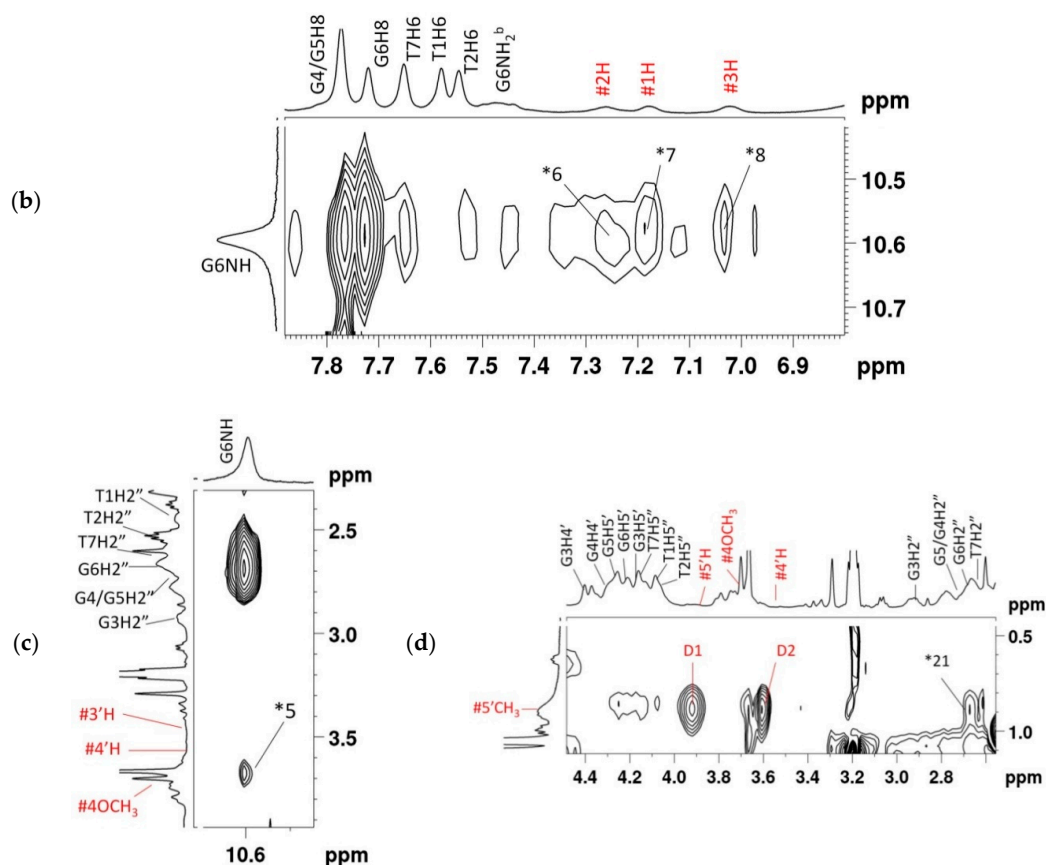 (b)
G4/G5H8
G6H8
T7H6
T1H6
T2H6
G6NH₂ᵇ
#2H
#1H
#3H
ppm
*6
*7
*8
G6NH
10.5
10.6
10.7
7.8 7.7 7.6 7.5 7.4 7.3 7.2 7.1 7.0 6.9 ppm
(c)
G6NH
ppm
T1H2”
T2H2”
T7H2”
G6H2”
G4/G5H2”
G3H2”
#3’H
#4’H
#4OCH₃
*5
2.5
3.0
3.5
10.6 ppm
(d)
G3H4’
G4H4’
G5H5’
G6H5’
G3H5’
T7H5”
T1H5”
T2H5”
#5’H
#4OCH₃
#4’H
G3H2”
G5/G4H2”
G6H2”
T7H2”
ppm
D1
D2
*21
#5’CH₃
0.5
1.0
4.4 4.2 4.0 3.8 3.6 3.4 3.2 3.0 2.8 ppm